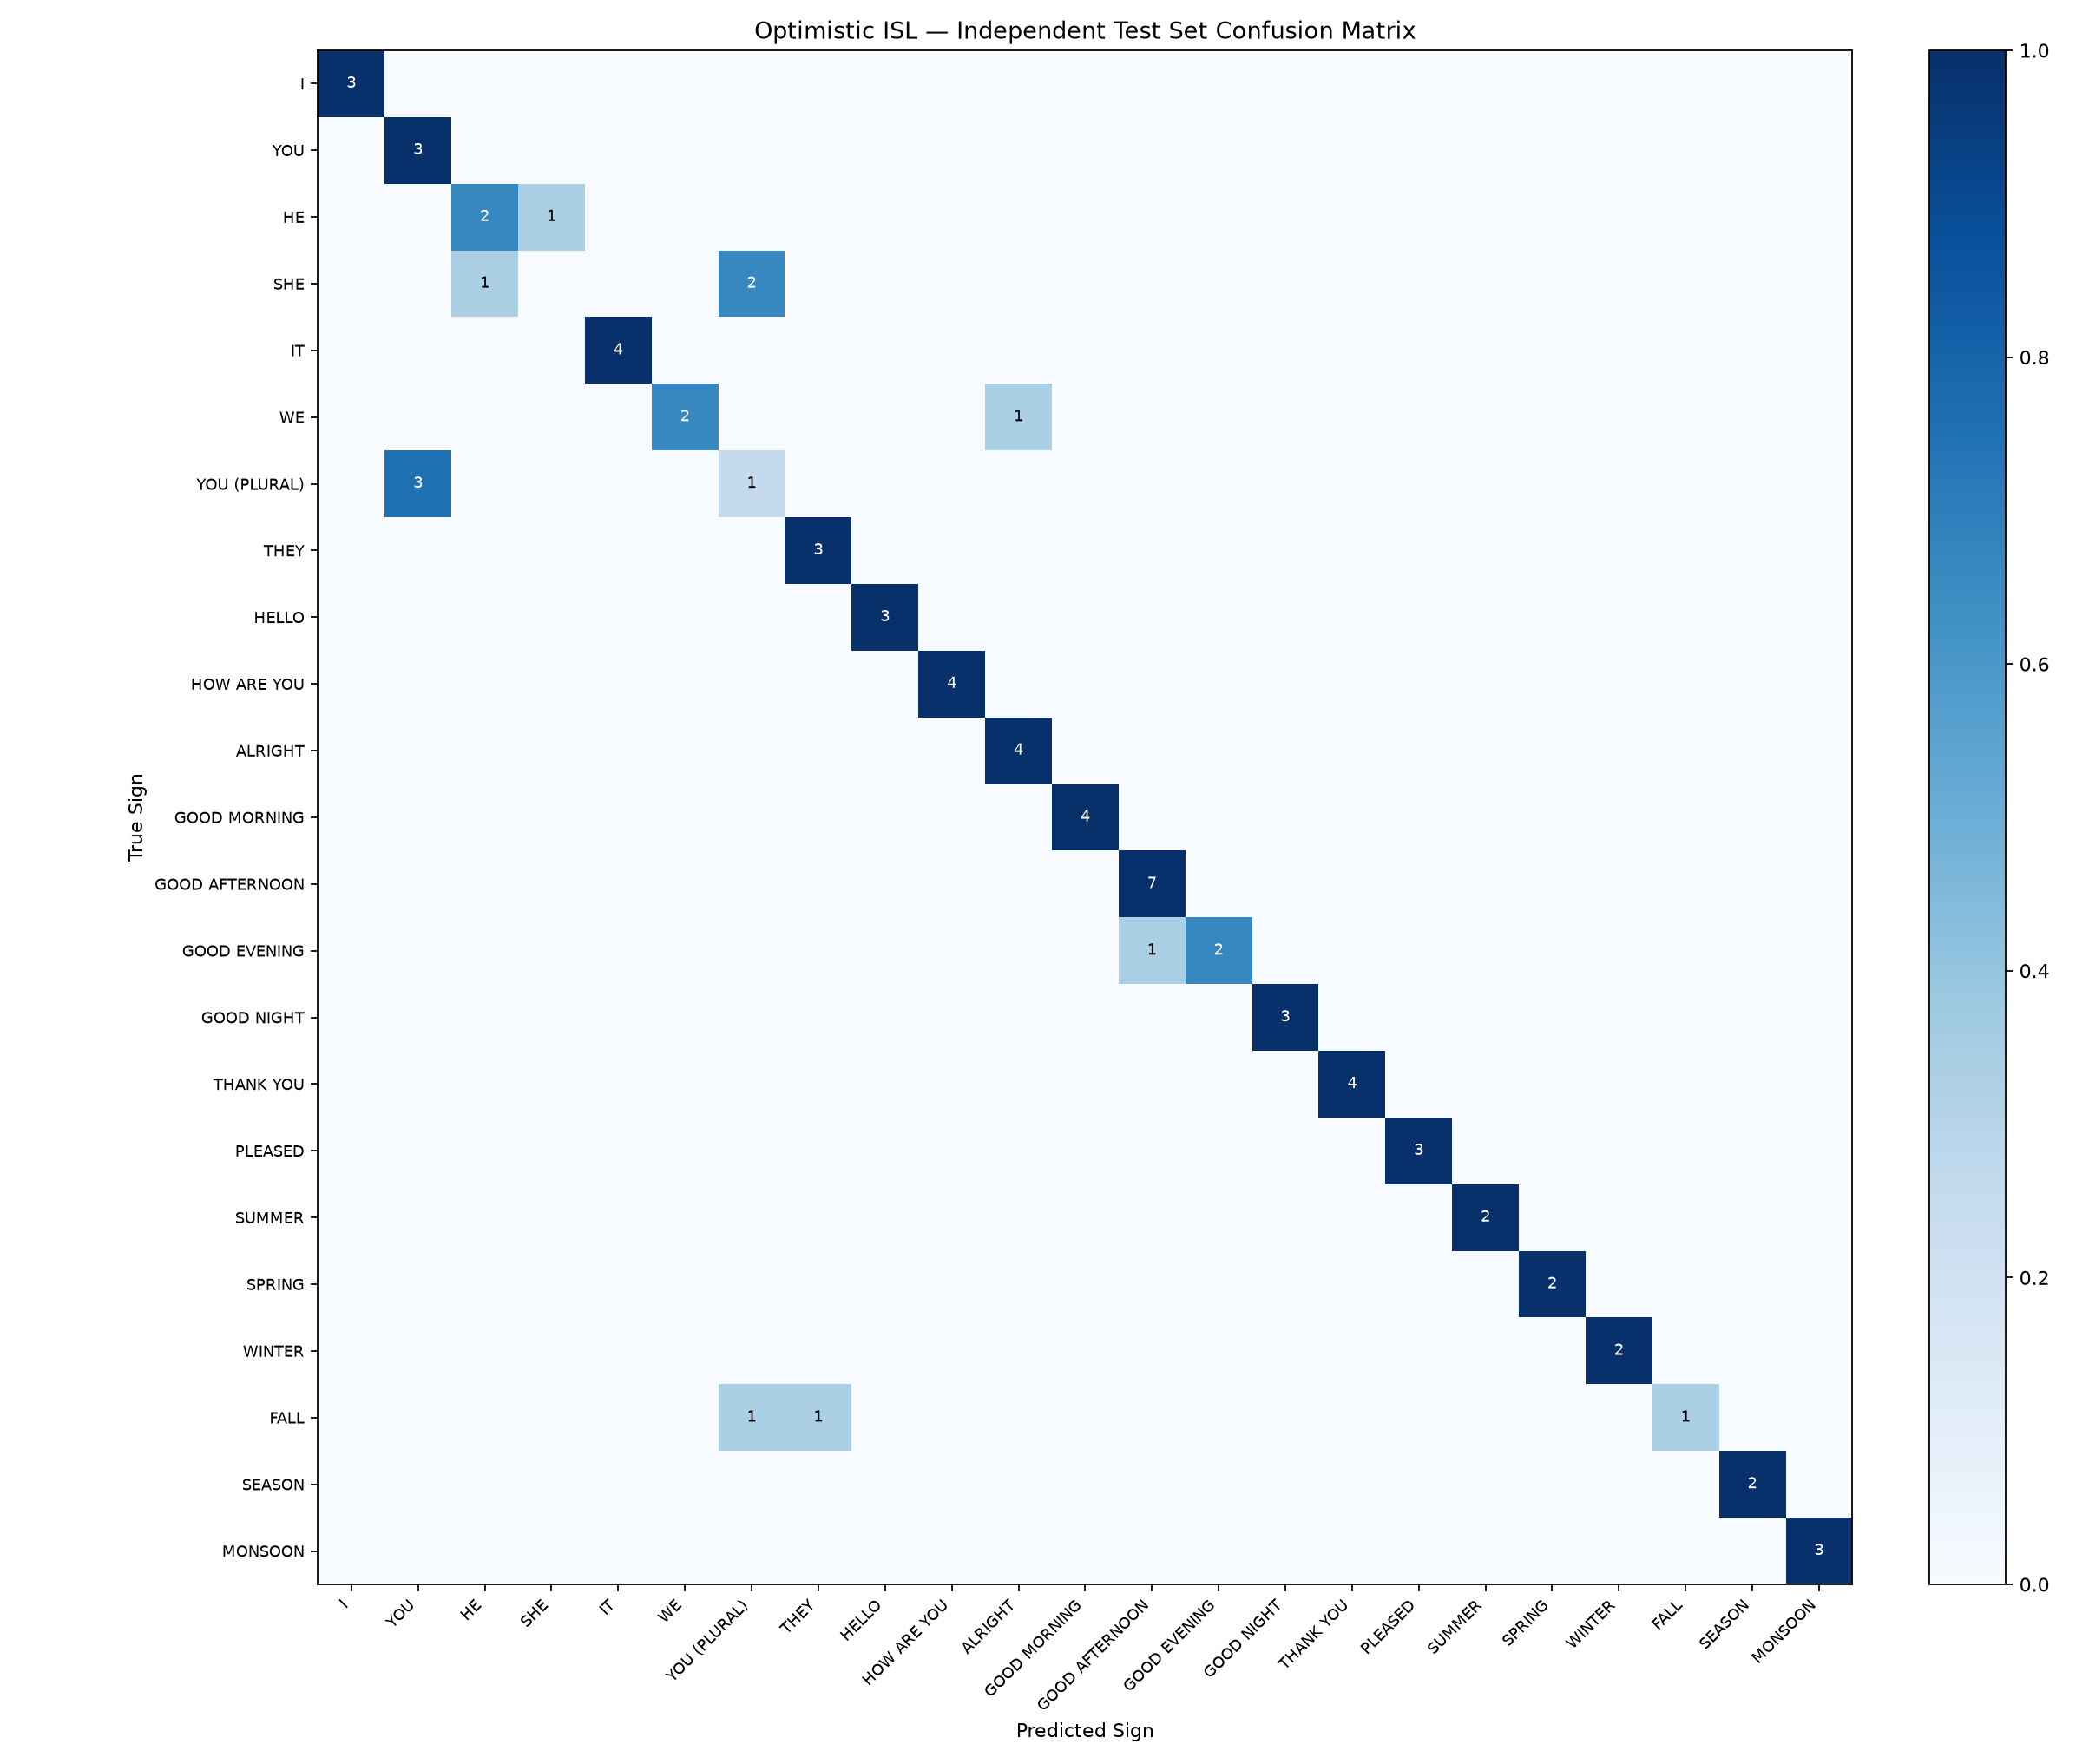 Optimistic ISL — Independent Test Set Confusion Matrix
I 3
YOU 3
HE 2 1
SHE 1 2
IT 4
WE 2 1
YOU (PLURAL) 3 1
THEY 3
HELLO 3
HOW ARE YOU 4
ALRIGHT 4
GOOD MORNING 4
GOOD AFTERNOON 7
GOOD EVENING 1 2
GOOD NIGHT 3
THANK YOU 4
PLEASED 3
SUMMER 2
SPRING 2
WINTER 2
FALL 1 1 1
SEASON 2
MONSOON 3
True Sign
I
YOU
HE
SHE
IT
WE
YOU (PLURAL)
THEY
HELLO
HOW ARE YOU
ALRIGHT
GOOD MORNING
GOOD AFTERNOON
GOOD EVENING
GOOD NIGHT
THANK YOU
PLEASED
SUMMER
SPRING
WINTER
FALL
SEASON
MONSOON
Predicted Sign
1.0
0.8
0.6
0.4
0.2
0.0